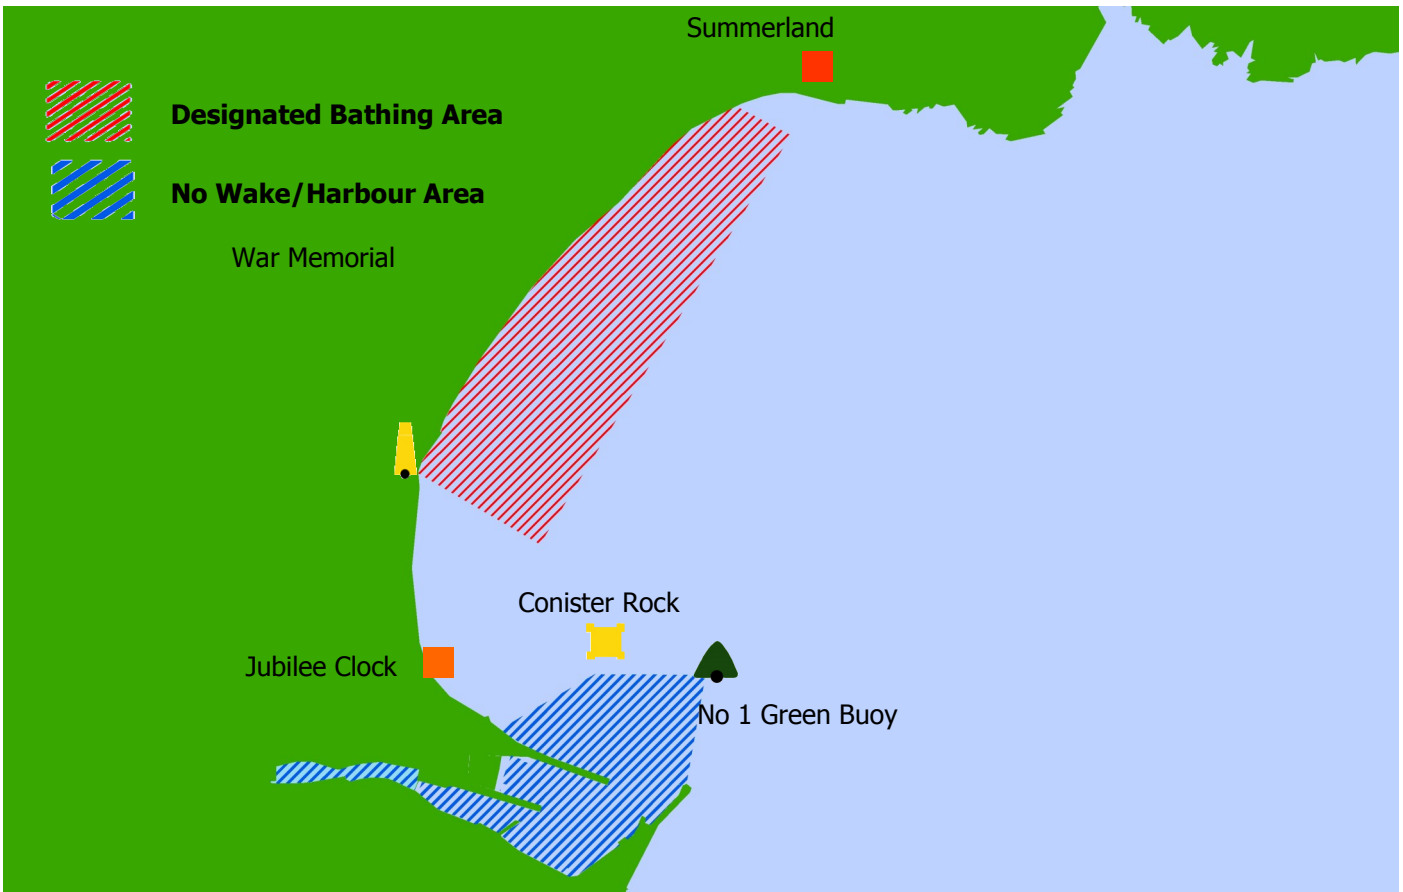 Summerland
Designated Bathing Area
No Wake/Harbour Area
War Memorial
Conister Rock
Jubilee Clock
No 1 Green Buoy